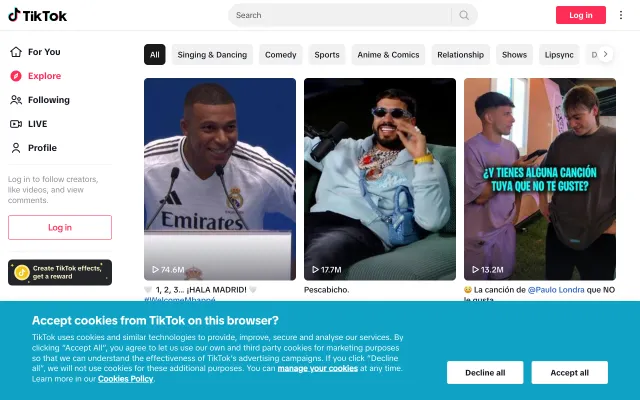 TikTok
Search
Log in
For You
Explore
Following
LIVE
Profile
Log in to follow creators,
like videos, and view
comments.
Log in
Create TikTok effects,
get a reward
All
Singing & Dancing
Comedy
Sports
Anime & Comics
Relationship
Shows
Lipsync
D
Emirates
74.6M
🤍 1, 2, 3... ¡HALA MADRID! 🤍
#WelcomeMbappé
17.7M
Pescabicho.
¿Y TIENES ALGUNA CANCIÓN
TUYA QUE NO TE GUSTE?
13.2M
😅 La canción de @Paulo Londra que NO
le gusta
Accept cookies from TikTok on this browser?
TikTok uses cookies and similar technologies to provide, improve, secure and analyse our services. By
clicking "Accept All", you agree to let us use our own and third party cookies for marketing purposes
so that we can understand the effectiveness of TikTok's advertising campaigns. If you click "Decline
all", we will not use cookies for these additional purposes. You can manage your cookies at any time.
Learn more in our Cookies Policy.
Decline all
Accept all